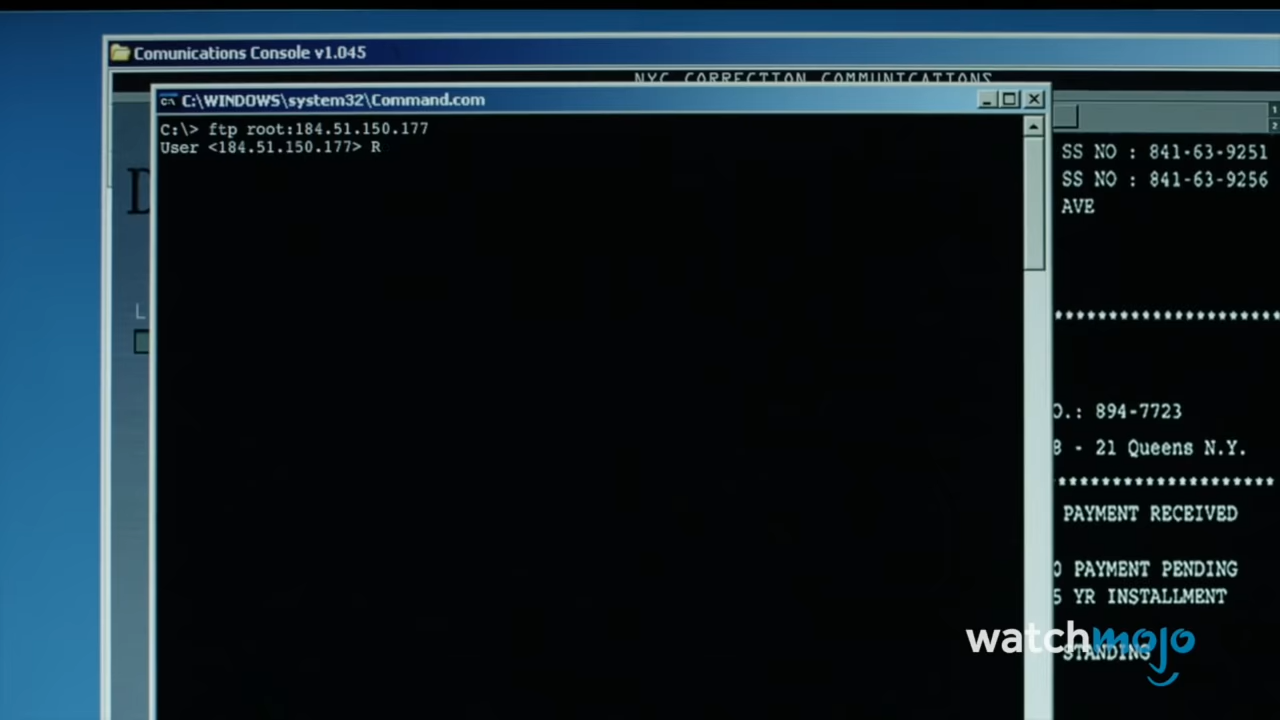 Comunications Console v1.045
NYC CORRECTION COMMUNICATIONS
C:\WINDOWS\system32\Command.com
C:\> ftp root:184.51.150.177
User <184.51.150.177> R
D
L
1
2
SS NO : 841-63-9251
SS NO : 841-63-9256
AVE
********************
O.: 894-7723
8 - 21 Queens N.Y.
********************
PAYMENT RECEIVED
0 PAYMENT PENDING
5 YR INSTALLMENT
STANDING
watchmojo